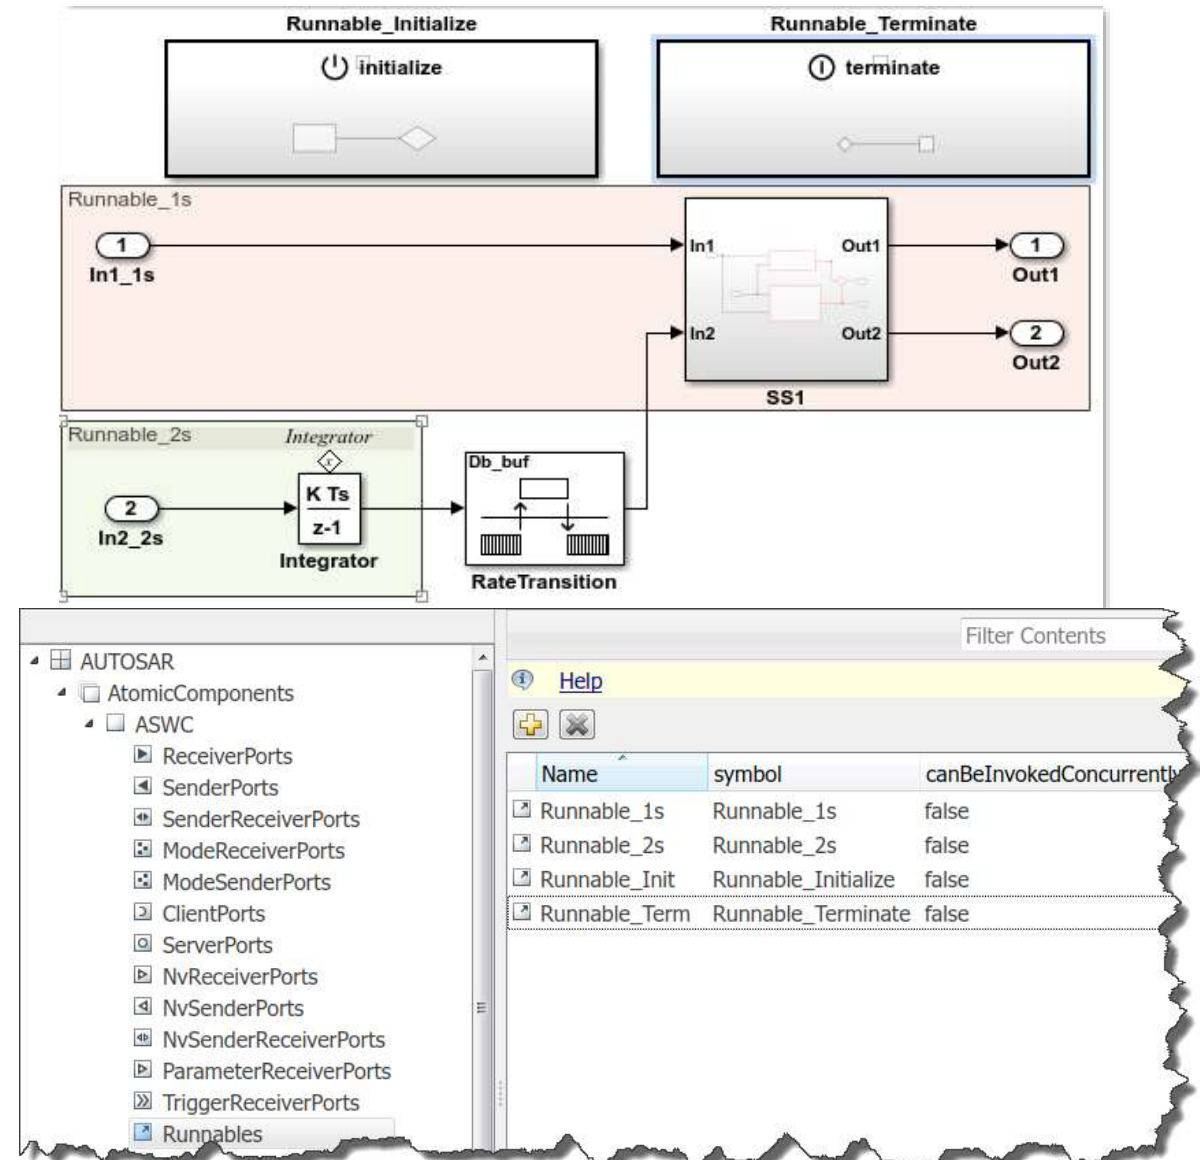 Runnable_Initialize
Runnable_Terminate
initialize
terminate
Runnable_1s
1
In1_1s
In1
Out1
1
Out1
In2
Out2
2
Out2
SS1
Runnable_2s
Integrator
x
2
In2_2s
K Ts
z-1
Integrator
Db_buf
RateTransition
Filter Contents
AUTOSAR
AtomicComponents
ASWC
ReceiverPorts
SenderPorts
SenderReceiverPorts
ModeReceiverPorts
ModeSenderPorts
ClientPorts
ServerPorts
NvReceiverPorts
NvSenderPorts
NvSenderReceiverPorts
ParameterReceiverPorts
TriggerReceiverPorts
Runnables
Help
Name symbol canBeInvokedConcurrently
Runnable_1s Runnable_1s false
Runnable_2s Runnable_2s false
Runnable_Init Runnable_Initialize false
Runnable_Term Runnable_Terminate false